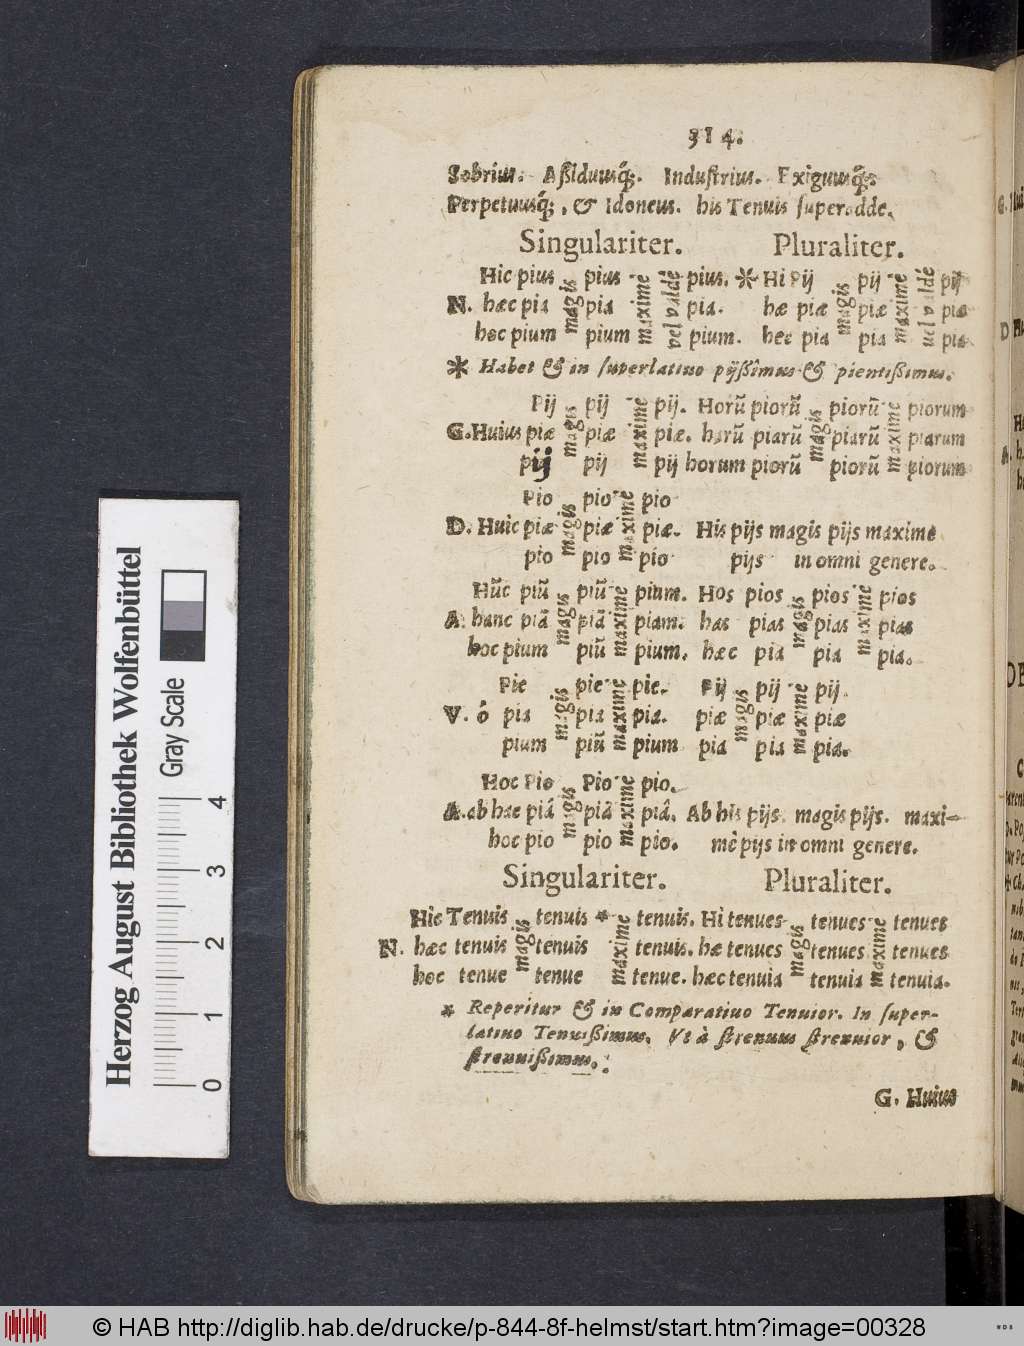 314.
Sobrius. Aßiduusq́;. Industrius. Exiguusq́;.
Perpetuusq́;, & Idoneus. his Tenuis superadde.
Singulariter. Pluraliter.
Hic pius magis pius maximè vel valdè pius. * Hi Pij magis pij maximè uel valdè pij
N. hæc pia pia pia. hæ piæ piæ piæ
hoc pium pium pium. hec pia pia pia
* Habet & in superlatiuo pijßimus & pientißimus.
Pij magis pij maxime pij. Horũ piorũ magis piorũ maxime piorum
G. Huius piæ piæ piæ. harũ piarũ piarũ piarum
pij pij pij horum piorũ piorũ piorum
Pio magis pio maxime pio
D. Huic piæ piæ piæ. His pijs magis pijs maxime
pio pio pio pijs in omni genere.
Hũc piũ magis piũ maxime pium. Hos pios magis pios maxime pios
A. hanc piã piã piam. has pias pias pias
hoc pium piũ pium. hæc pia pia pia.
Pie magis pie maxime pie. Pij magis pij maxime pij.
V. ó pia pia pia. piæ piæ piæ
pium piũ pium pia pia pia.
Hoc Pio magis Pio maxime pio.
A. ab hac piâ piâ piâ. Ab his pijs. magis pijs. maxi-
hoc pio pio pio. mè pijs in omni genere.
Singulariter. Pluraliter.
Hic Tenuis magis tenuis * maxime tenuis. Hi tenues magis tenues maxime tenues
N. hæc tenuis tenuis tenuis. hæ tenues tenues tenues
hoc tenue tenue tenue. hæc tenuia tenuia tenuia.
* Reperitur & in Comparatiuo Tenuior. In super-
latiuo Tenuißimus. Vt à strenuus strenuior, &
strenuißimus.
G. Huius
Herzog August Bibliothek Wolfenbüttel
Gray Scale
0 1 2 3 4
© HAB http://diglib.hab.de/drucke/p-844-8f-helmst/start.htm?image=00328